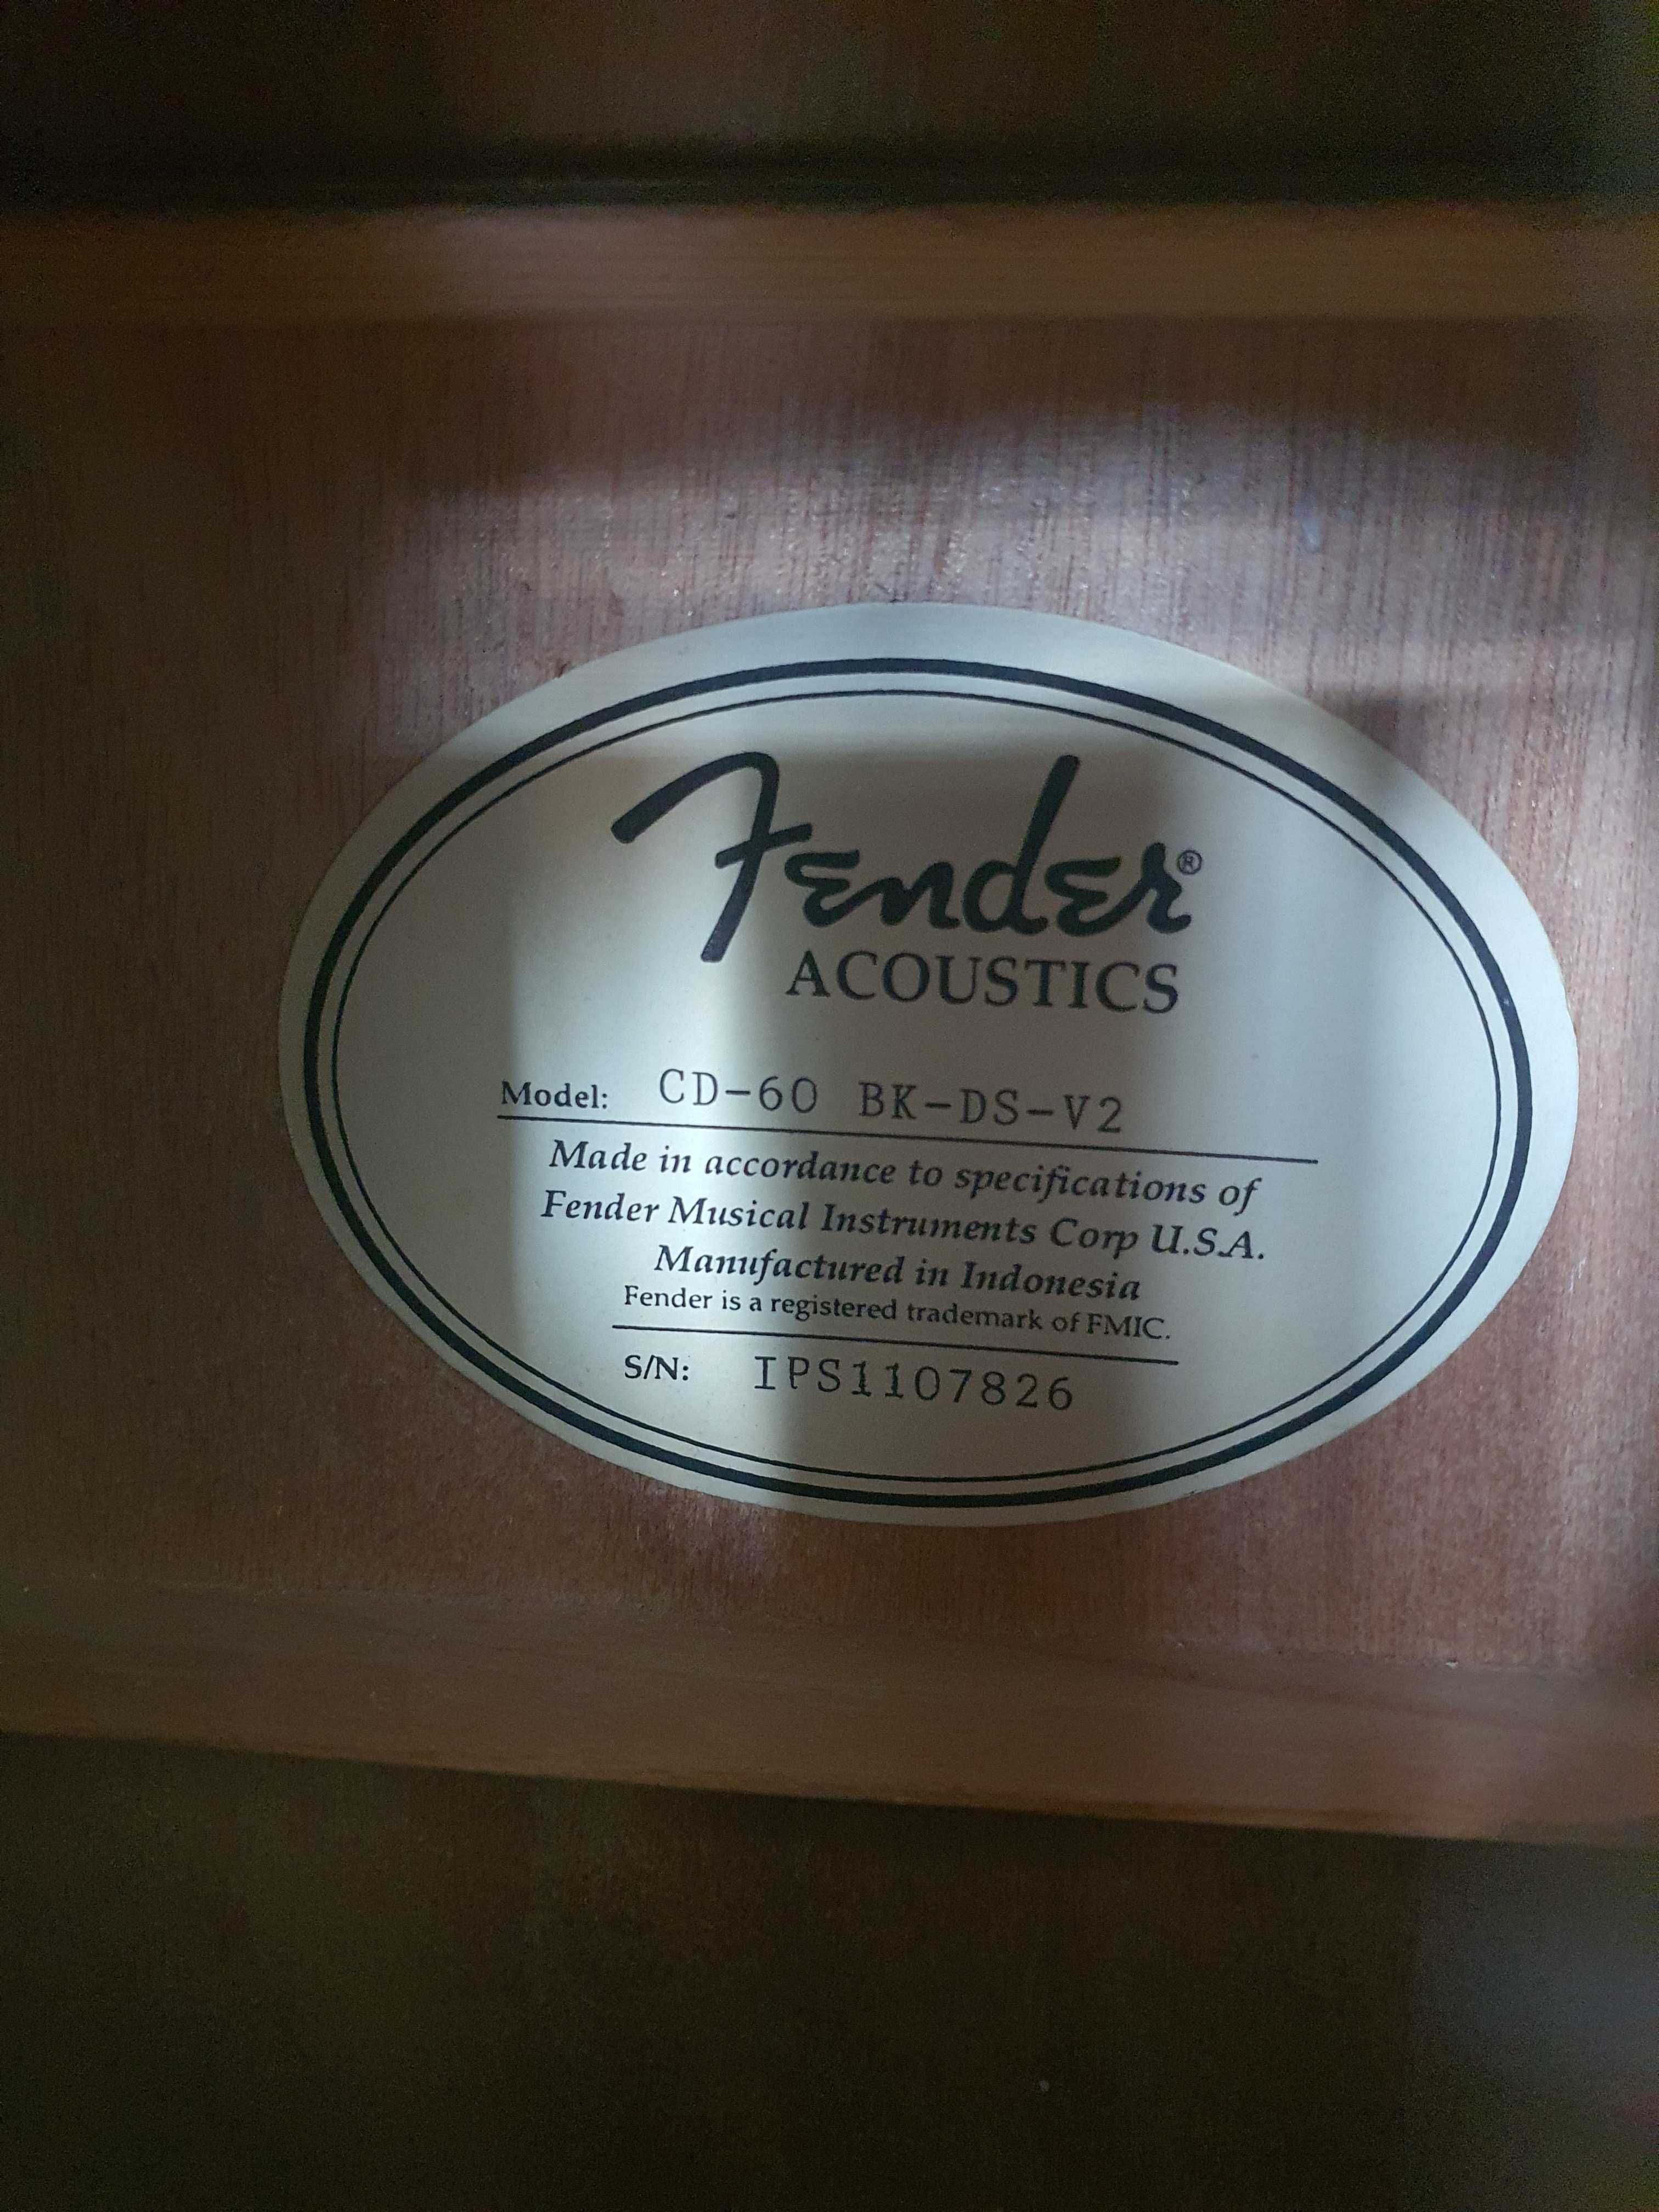 Fender®
ACOUSTICS
Model: CD-60 BK-DS-V2
Made in accordance to specifications of
Fender Musical Instruments Corp U.S.A.
Manufactured in Indonesia
Fender is a registered trademark of FMIC.
S/N: IPS1107826